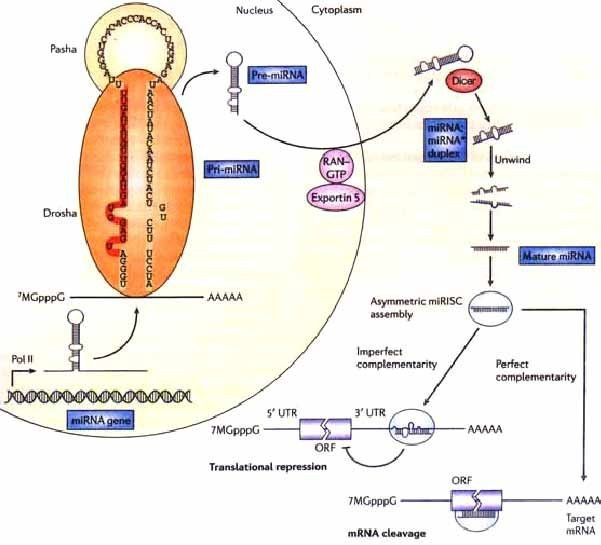 Nucleus
Cytoplasm
Pasha
Pre-miRNA
Dicer
miRNA:
miRNA*
duplex
Unwind
RAN-
GTP
Exportin 5
Pri-miRNA
Drosha
Mature miRNA
7MGpppG
AAAAA
Asymmetric miRISC
assembly
Pol II
Imperfect
complementarity
Perfect
complementarity
miRNA gene
5' UTR
3' UTR
7MGpppG
AAAAA
ORF
Translational repression
ORF
7MGpppG
AAAAA
Target
mRNA
mRNA cleavage